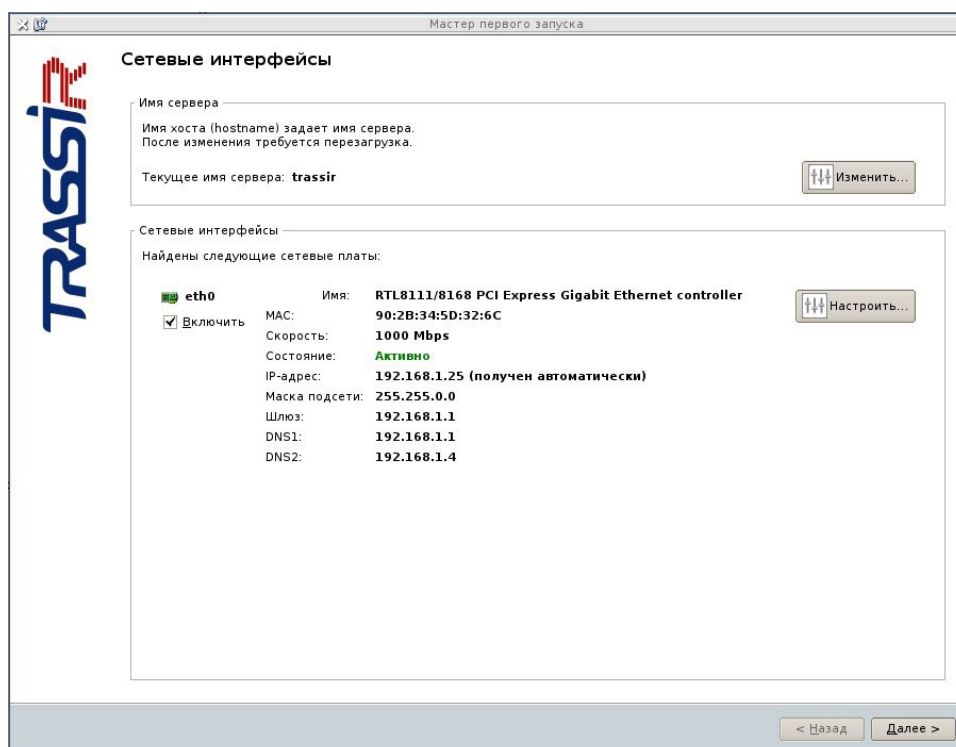 Мастер первого запуска
TRASSIR
Сетевые интерфейсы
Имя сервера
Имя хоста (hostname) задает имя сервера.
После изменения требуется перезагрузка.
Текущее имя сервера: trassir
Изменить...
Сетевые интерфейсы
Найдены следующие сетевые платы:
eth0
Включить
Имя: RTL8111/8168 PCI Express Gigabit Ethernet controller
Настроить...
MAC: 90:2B:34:5D:32:6C
Скорость: 1000 Mbps
Состояние: Активно
IP-адрес: 192.168.1.25 (получен автоматически)
Маска подсети: 255.255.0.0
Шлюз: 192.168.1.1
DNS1: 192.168.1.1
DNS2: 192.168.1.4
< Назад
Далее >